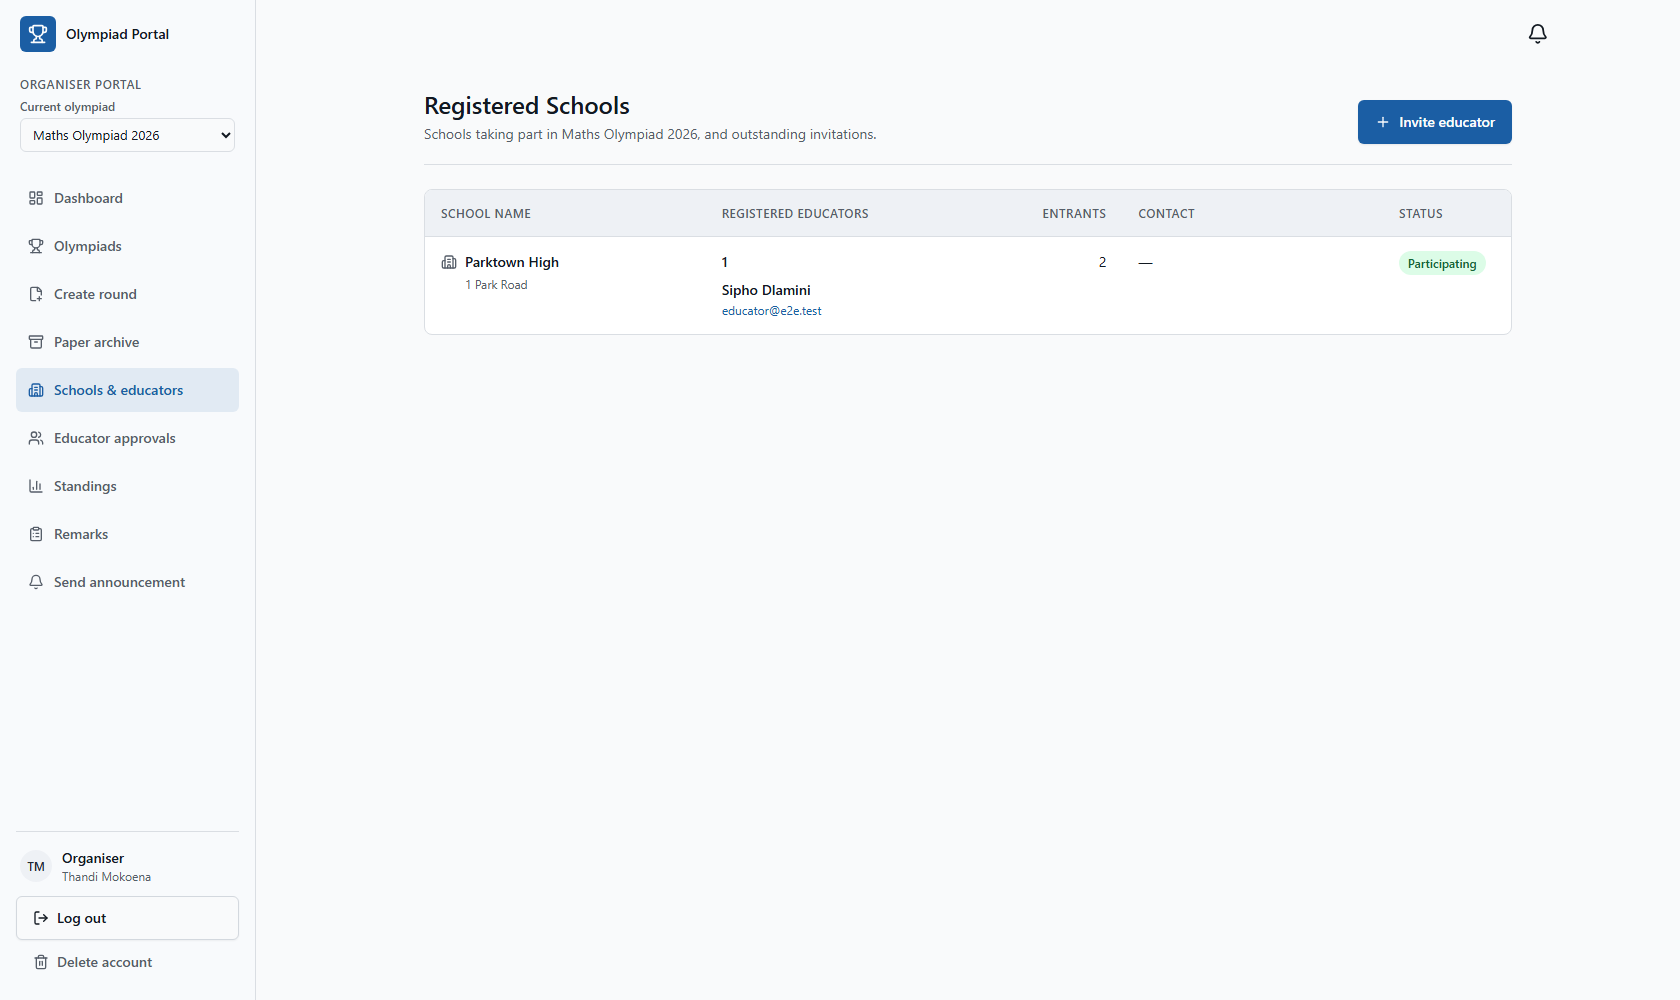 Olympiad Portal
ORGANISER PORTAL
Current olympiad
Maths Olympiad 2026
Dashboard
Olympiads
Create round
Paper archive
Schools & educators
Educator approvals
Standings
Remarks
Send announcement
TM
Organiser
Thandi Mokoena
Log out
Delete account
Registered Schools
Schools taking part in Maths Olympiad 2026, and outstanding invitations.
Invite educator
SCHOOL NAME REGISTERED EDUCATORS ENTRANTS CONTACT STATUS
Parktown High 1 2 — Participating
1 Park Road
Sipho Dlamini
educator@e2e.test